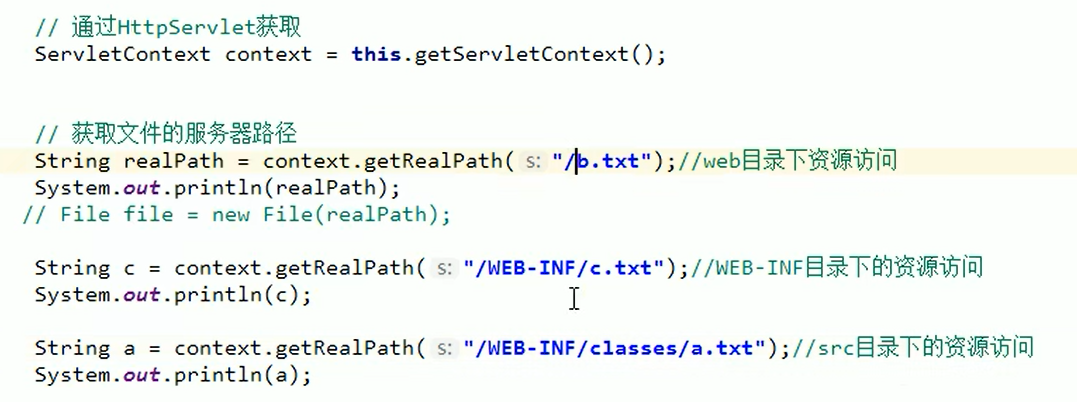 // 通过HttpServlet获取
ServletContext context = this.getServletContext();
// 获取文件的服务器路径
String realPath = context.getRealPath( s: "/b.txt");//web目录下资源访问
System.out.println(realPath);
// File file = new File(realPath);
String c = context.getRealPath( s: "/WEB-INF/c.txt");//WEB-INF目录下的资源访问
System.out.println(c);
String a = context.getRealPath( s: "/WEB-INF/classes/a.txt");//src目录下的资源访问
System.out.println(a);